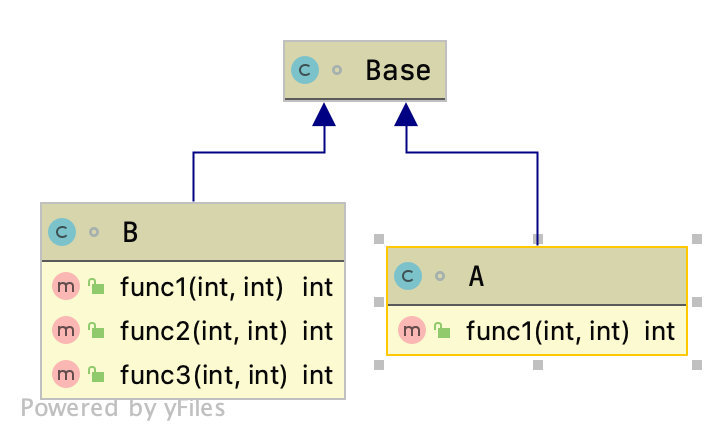 C Base
C B
m func1(int, int) int
m func2(int, int) int
m func3(int, int) int
C A
m func1(int, int) int
Powered by yFiles